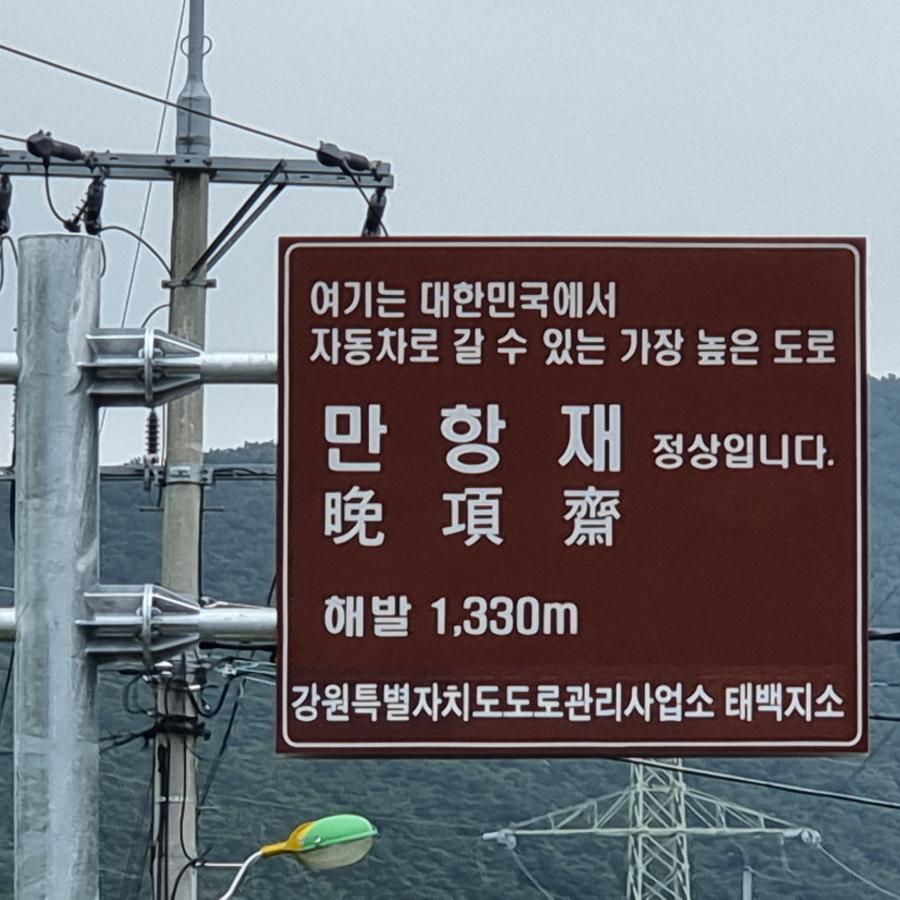 여기는 대한민국에서
자동차로 갈 수 있는 가장 높은 도로
만 항 재 정상입니다.
晩 項 齋
해발 1,330m
강원특별자치도도로관리사업소 태백지소